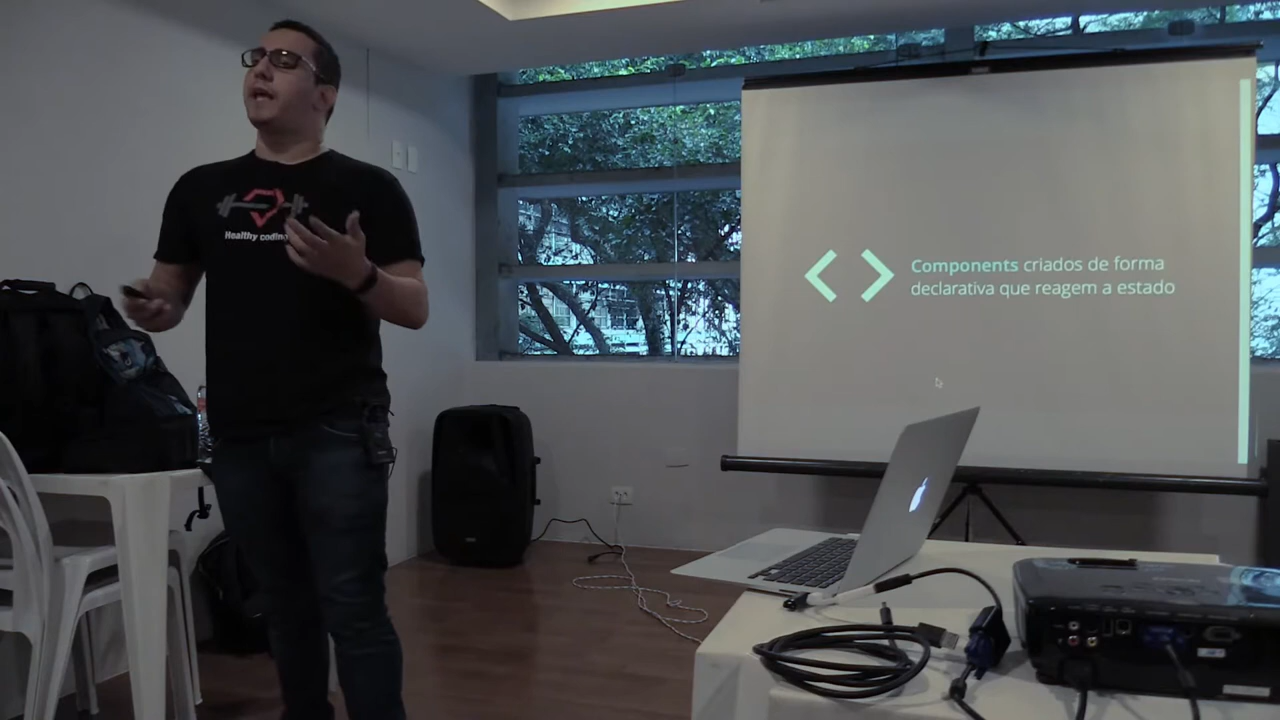 Healthy coding
Components criados de forma
declarativa que reagem a estado